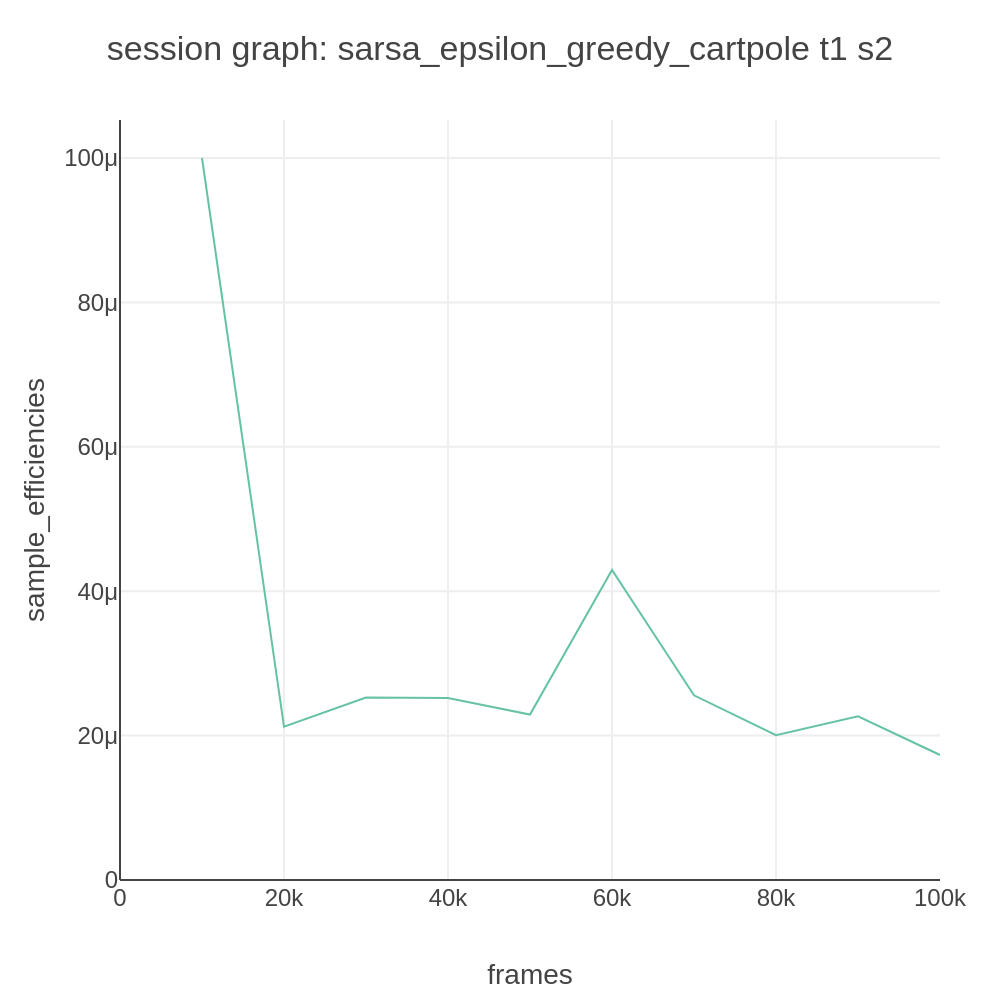 session graph: sarsa_epsilon_greedy_cartpole t1 s2
100μ
80μ
60μ
40μ
20μ
0
sample_efficiencies
0 20k 40k 60k 80k 100k
frames